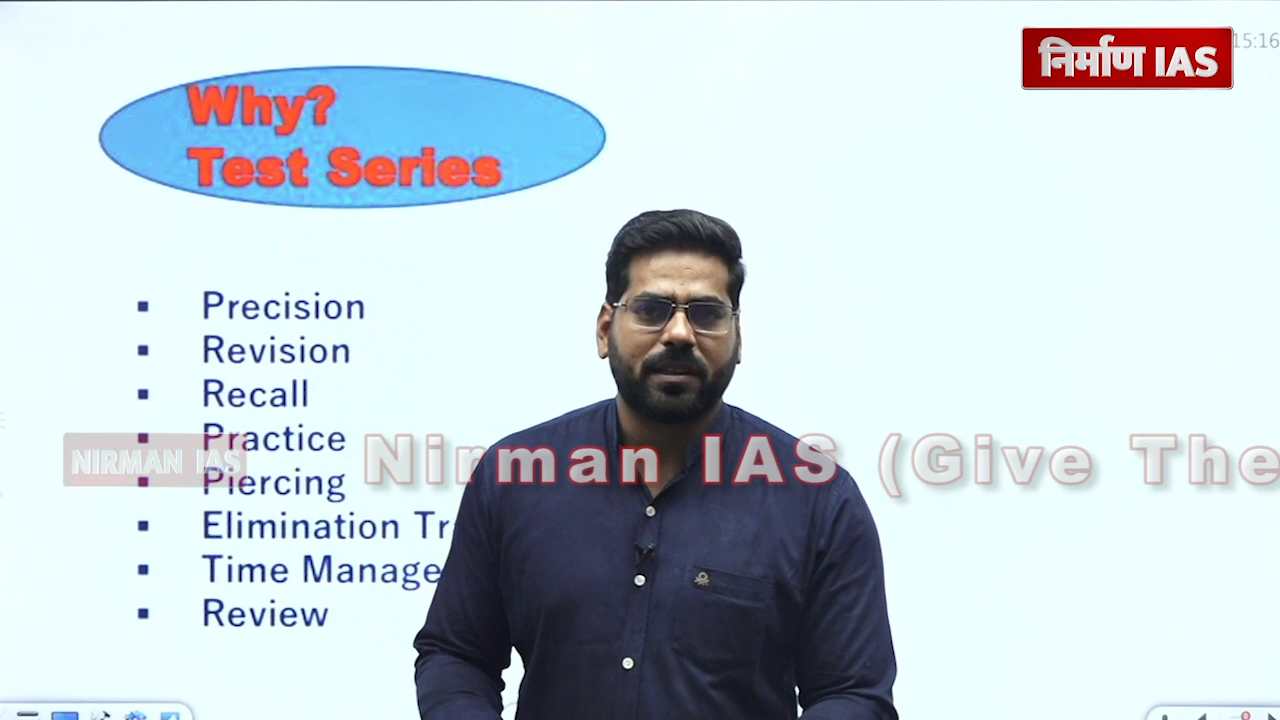 15:16
निर्माण IAS
Why?
Test Series
Precision
Revision
Recall
Practice
NIRMAN IAS
Nirman IAS (Give The
Piercing
Elimination
Time
Review